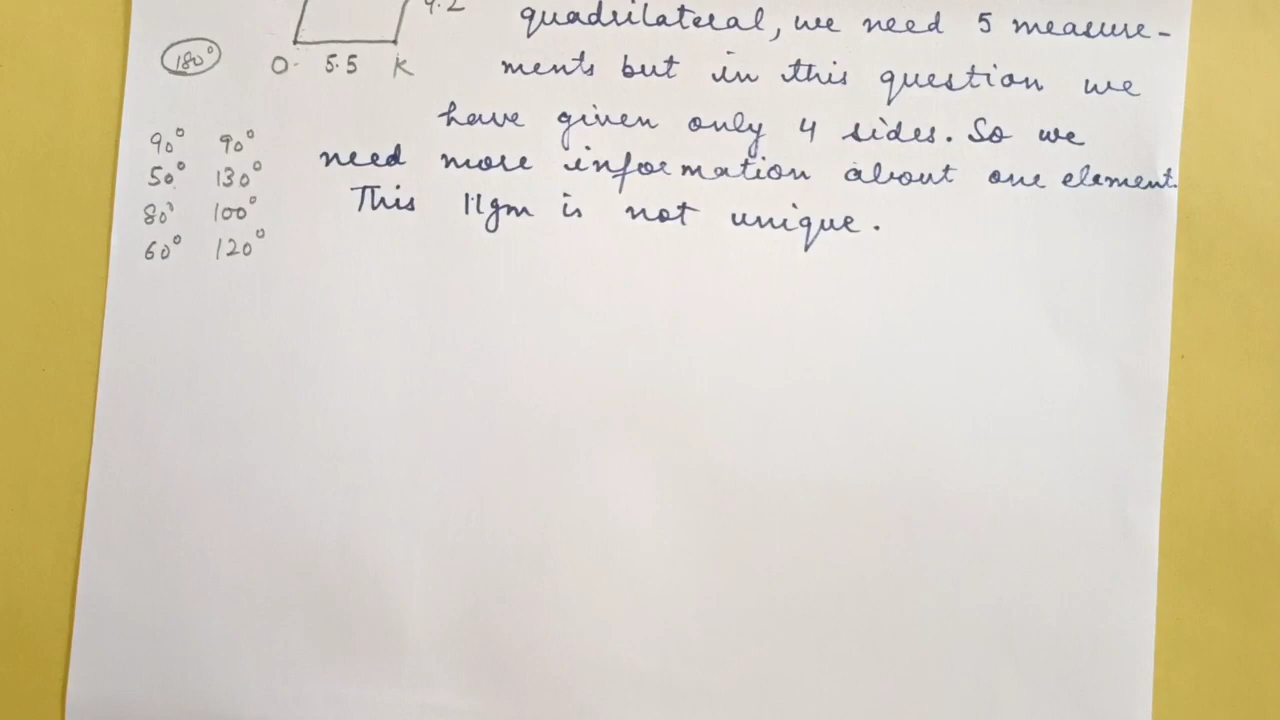 4.2
quadrilateral, we need 5 measure-
180° O 5.5 K ments but in this question we
have given only 4 sides. So we
90° 90° need more information about one element.
50° 130°
80° 100° This ||gm is not unique.
60° 120°